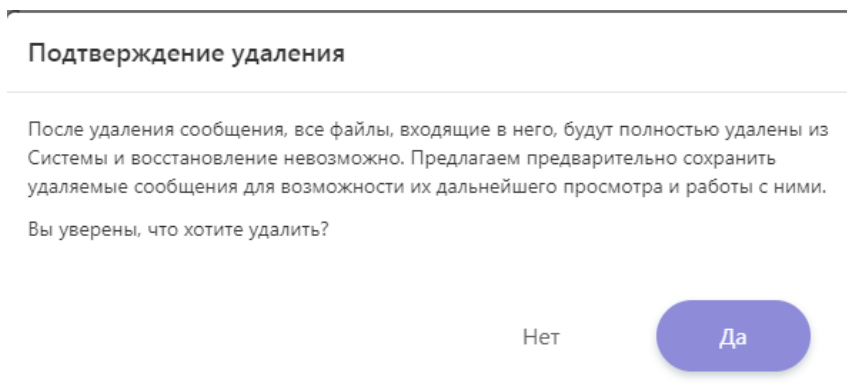 Подтверждение удаления
После удаления сообщения, все файлы, входящие в него, будут полностью удалены из
Системы и восстановление невозможно. Предлагаем предварительно сохранить
удаляемые сообщения для возможности их дальнейшего просмотра и работы с ними.
Вы уверены, что хотите удалить?
Нет Да